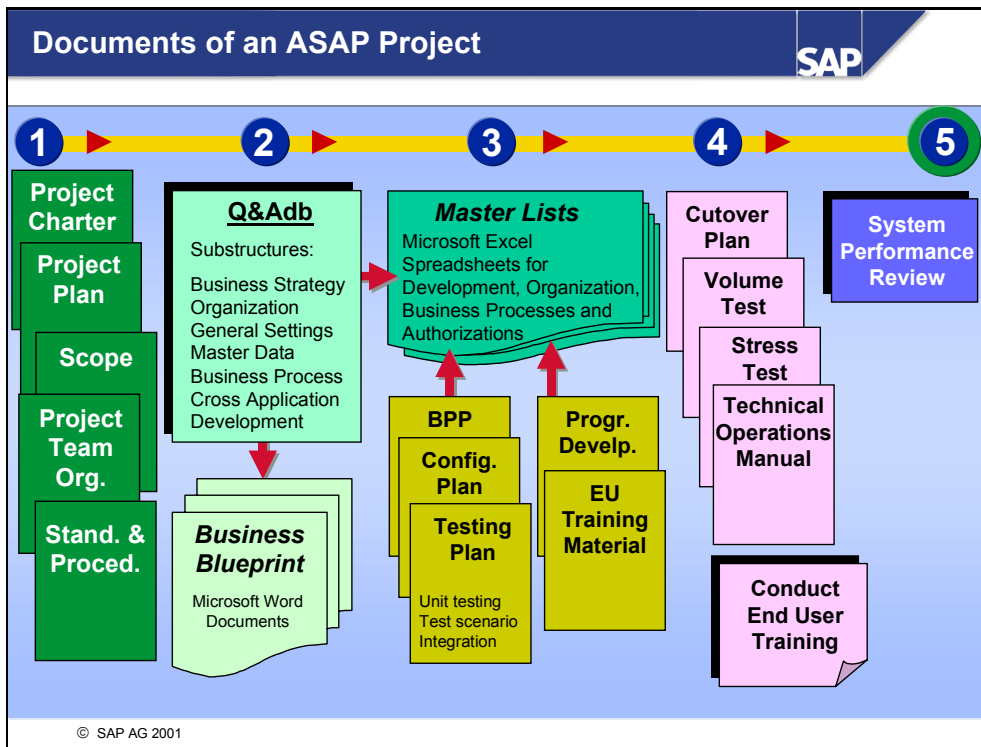 Documents of an ASAP Project
SAP
1
2
3
4
5
Project
Charter
Project
Plan
Scope
Project
Team
Org.
Stand. &
Proced.
Q&Adb
Substructures:
Business Strategy
Organization
General Settings
Master Data
Business Process
Cross Application
Development
Business
Blueprint
Microsoft Word
Documents
Master Lists
Microsoft Excel
Spreadsheets for
Development, Organization,
Business Processes and
Authorizations
BPP
Config.
Plan
Testing
Plan
Unit testing
Test scenario
Integration
Progr.
Develp.
EU
Training
Material
Cutover
Plan
Volume
Test
Stress
Test
Technical
Operations
Manual
Conduct
End User
Training
System
Performance
Review
© SAP AG 2001